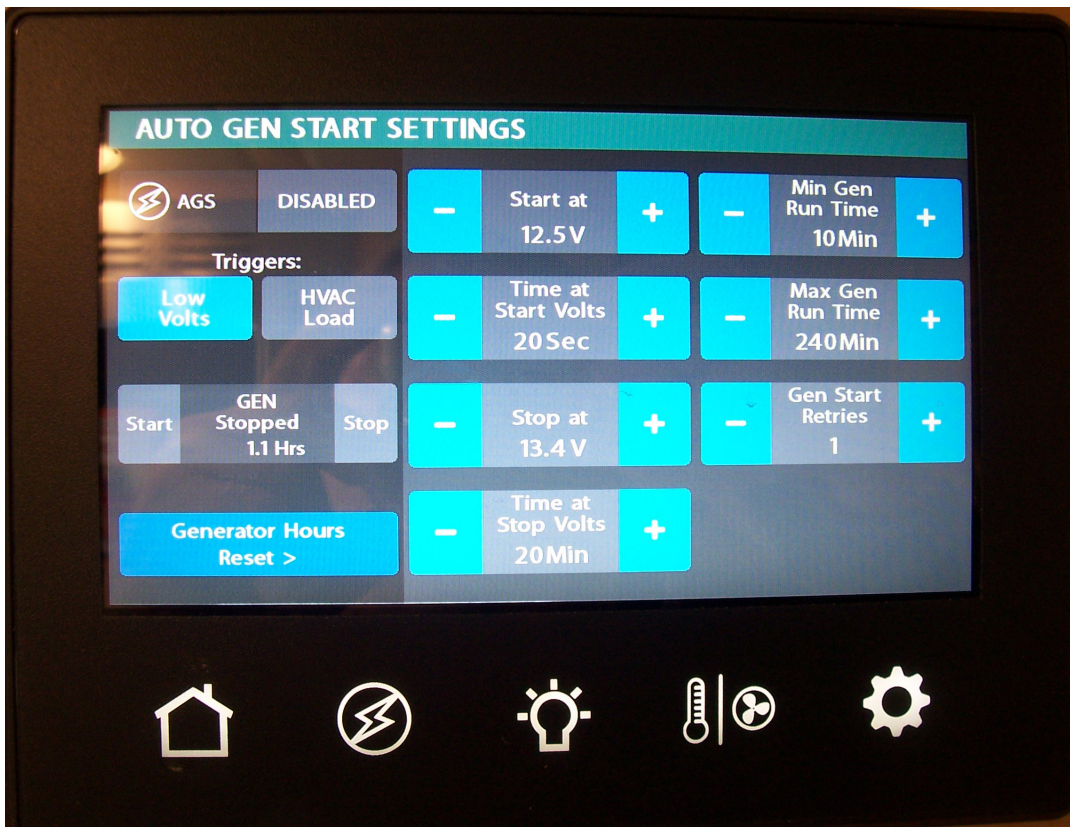 AUTO GEN START SETTINGS
AGS
DISABLED
Triggers:
Low
Volts
HVAC
Load
Start
GEN
Stopped
1.1 Hrs
Stop
Generator Hours
Reset >
-
Start at
12.5V
+
-
Time at
Start Volts
20Sec
+
-
Stop at
13.4V
+
-
Time at
Stop Volts
20Min
+
-
Min Gen
Run Time
10Min
+
-
Max Gen
Run Time
240Min
+
-
Gen Start
Retries
1
+